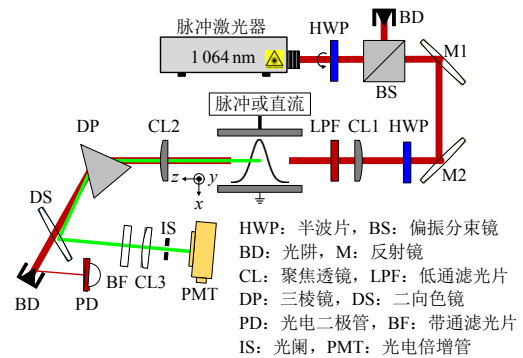 脉冲激光器
HWP
BD
M1
1 064 nm
BS
脉冲或直流
DP
CL2
LPF
CL1
HWP
M2
z
y
x
DS
IS
BF
CL3
PMT
BD
PD
HWP：半波片，BS：偏振分束镜
BD：光阱，M：反射镜
CL：聚焦透镜，LPF：低通滤光片
DP：三棱镜，DS：二向色镜
PD：光电二极管，BF：带通滤光片
IS：光阑，PMT：光电倍增管